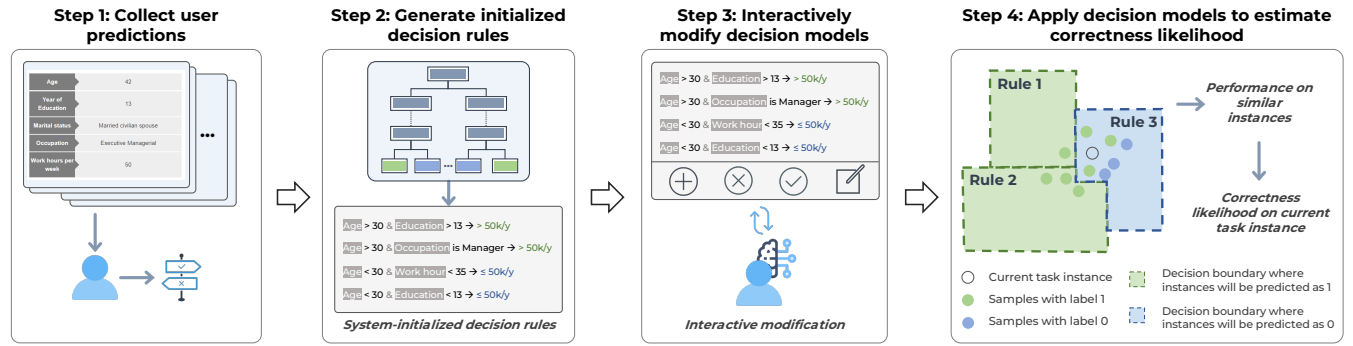 Step 1: Collect user
predictions
Age
42
Year of
Education
13
Marital status
Married civilian spouse
Occupation
Executive Managerial
Work hours per
week
50
•••
Step 2: Generate initialized
decision rules
•••
Age > 30 & Education > 13 → > 50k/y
Age > 30 & Occupation is Manager → > 50k/y
Age < 30 & Work hour < 35 → ≤ 50k/y
Age < 30 & Education < 13 → ≤ 50k/y
System-initialized decision rules
Step 3: Interactively
modify decision models
Age > 30 & Education > 13 → > 50k/y
Age > 30 & Occupation is Manager → > 50k/y
Age < 30 & Work hour < 35 → ≤ 50k/y
Age < 30 & Education < 13 → ≤ 50k/y
Interactive modification
Step 4: Apply decision models to estimate
correctness likelihood
Rule 1
Rule 2
Rule 3
Performance on
similar
instances
Correctness
likelihood on current
task instance
Current task instance
Samples with label 1
Samples with label 0
Decision boundary where
instances will be predicted as 1
Decision boundary where
instances will be predicted as 0